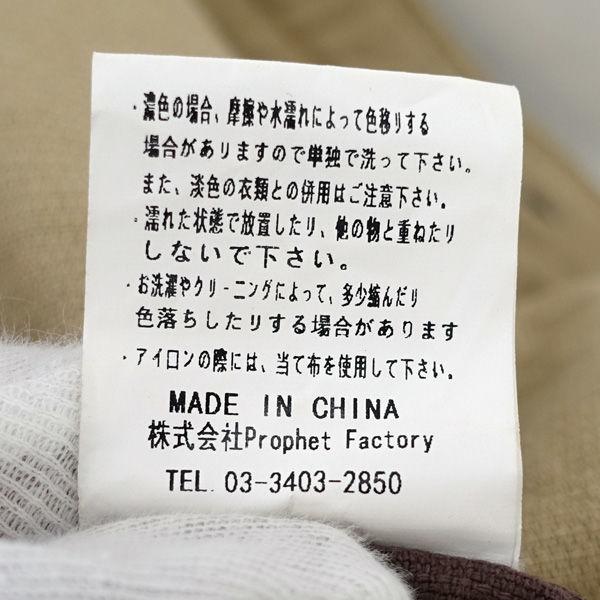 ・濃色の場合、摩擦や水濡れによって色移りする
場合がありますので単独で洗って下さい。
また、淡色の衣類との併用はご注意下さい。
・濡れた状態で放置したり、他の物と重ねたり
しないで下さい。
・お洗濯やクリーニングによって、多少縮んだり
色落ちしたりする場合があります
・アイロンの際には、当て布を使用して下さい。
MADE IN CHINA
株式会社Prophet Factory
TEL. 03-3403-2850